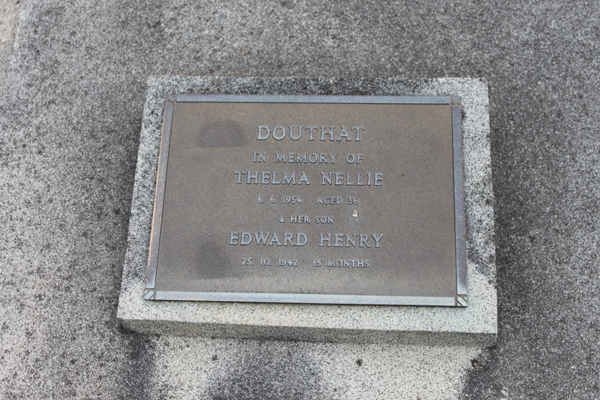 DOUTHAT
IN MEMORY OF
THELMA NELLIE
8. 6. 1954 AGED 36
& HER SON
EDWARD HENRY
25. 10. 1942 15 MONTHS